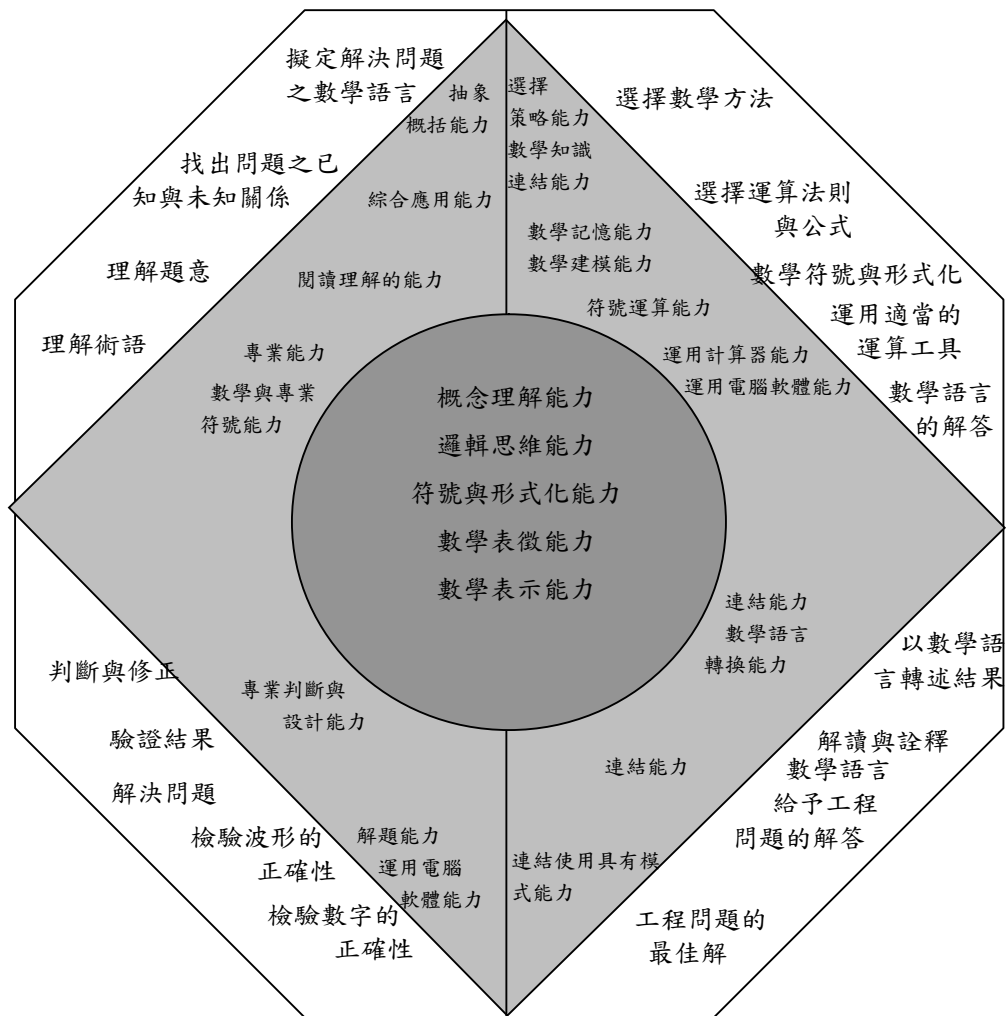 擬定解決問題
之數學語言
找出問題之已
知與未知關係
理解題意
理解術語
抽象
概括能力
綜合應用能力
閱讀理解的能力
專業能力
數學與專業
符號能力
選擇
策略能力
數學知識
連結能力
數學記憶能力
數學建模能力
符號運算能力
運用計算器能力
運用電腦軟體能力
選擇數學方法
選擇運算法則
與公式
數學符號與形式化
運用適當的
運算工具
數學語言
的解答
概念理解能力
邏輯思維能力
符號與形式化能力
數學表徵能力
數學表示能力
判斷與修正
驗證結果
解決問題
檢驗波形的
正確性
檢驗數字的
正確性
專業判斷與
設計能力
解題能力
運用電腦
軟體能力
連結能力
數學語言
轉換能力
連結能力
連結使用具有模
式能力
以數學語
言轉述結果
解讀與詮釋
數學語言
給予工程
問題的解答
工程問題的
最佳解